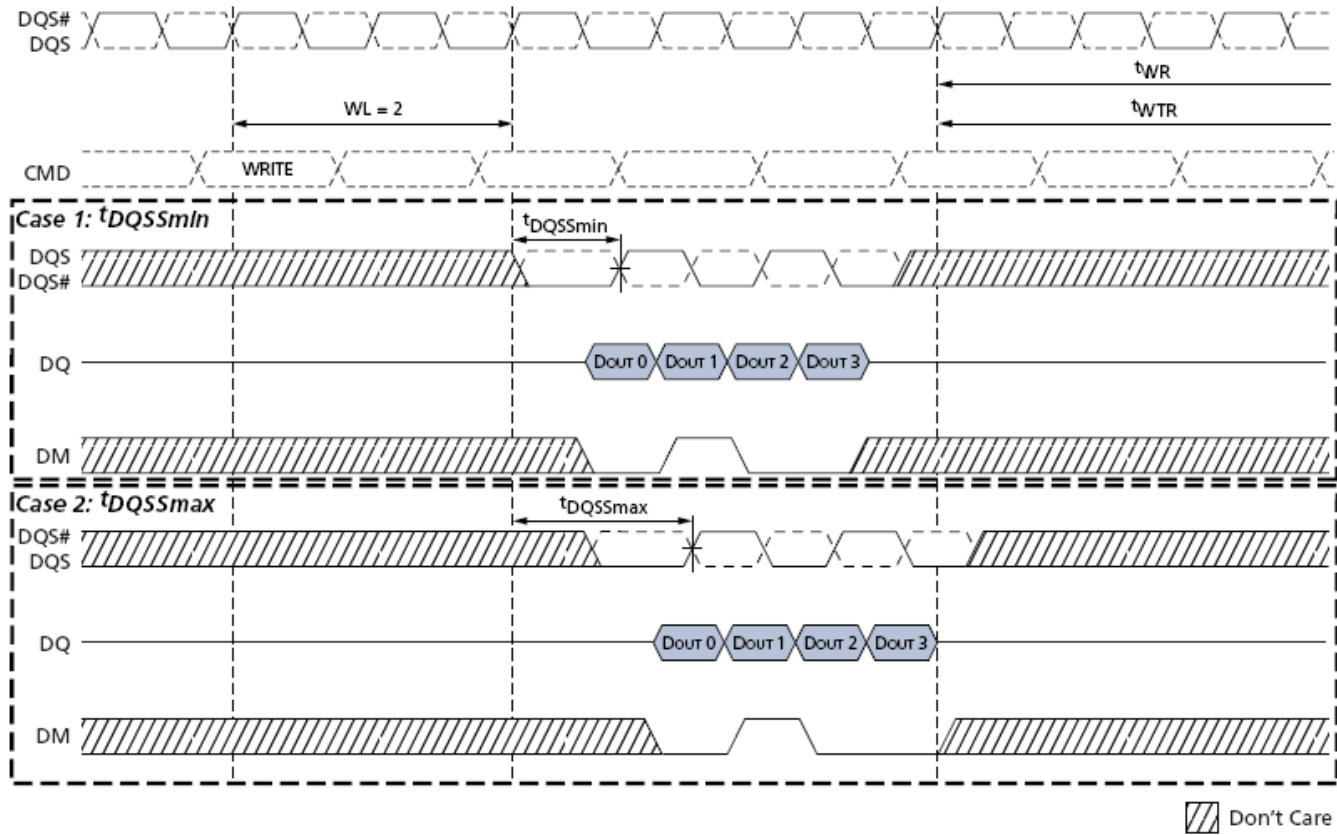 DQS#
DQS
tWR
WL = 2
tWTR
CMD
WRITE
Case 1: tDQSSmin
tDQSSmin
DQS
DQS#
DQ
DOUT 0 DOUT 1 DOUT 2 DOUT 3
DM
Case 2: tDQSSmax
tDQSSmax
DQS#
DQS
DQ
DOUT 0 DOUT 1 DOUT 2 DOUT 3
DM
Don't Care